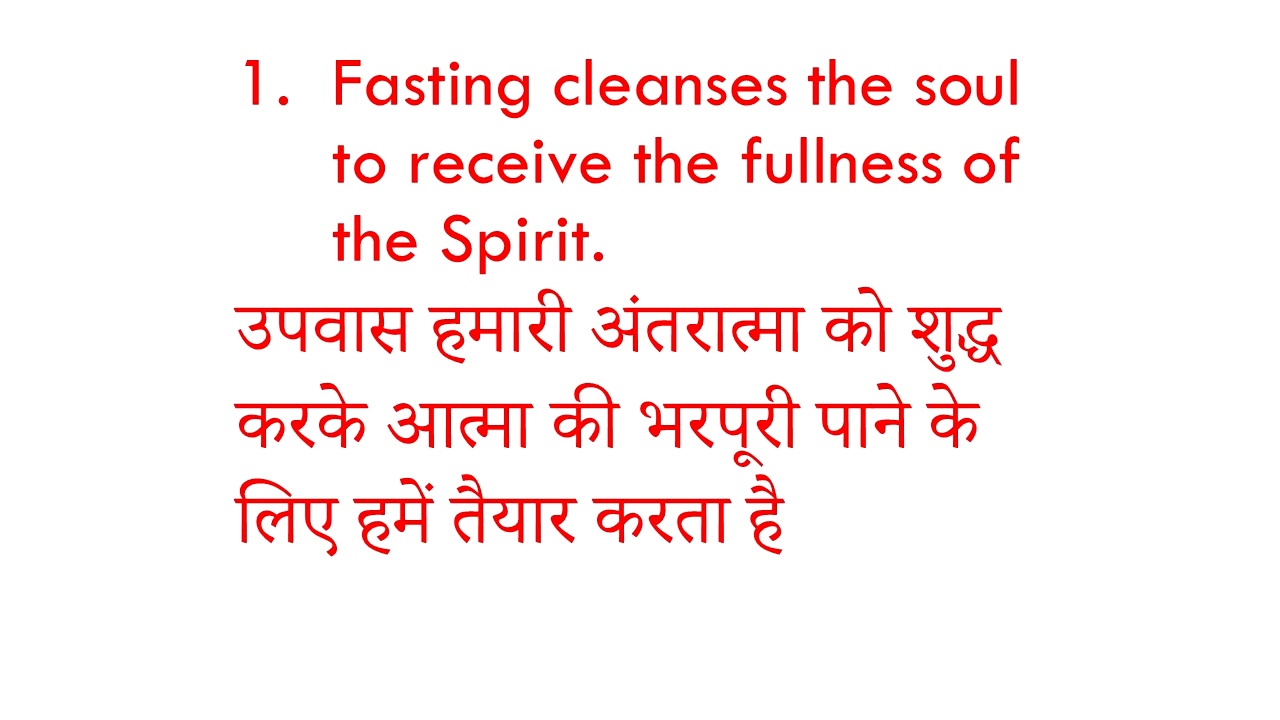 1. Fasting cleanses the soul
to receive the fullness of
the Spirit.
उपवास हमारी अंतरात्मा को शुद्ध
करके आत्मा की भरपूरी पाने के
लिए हमें तैयार करता है